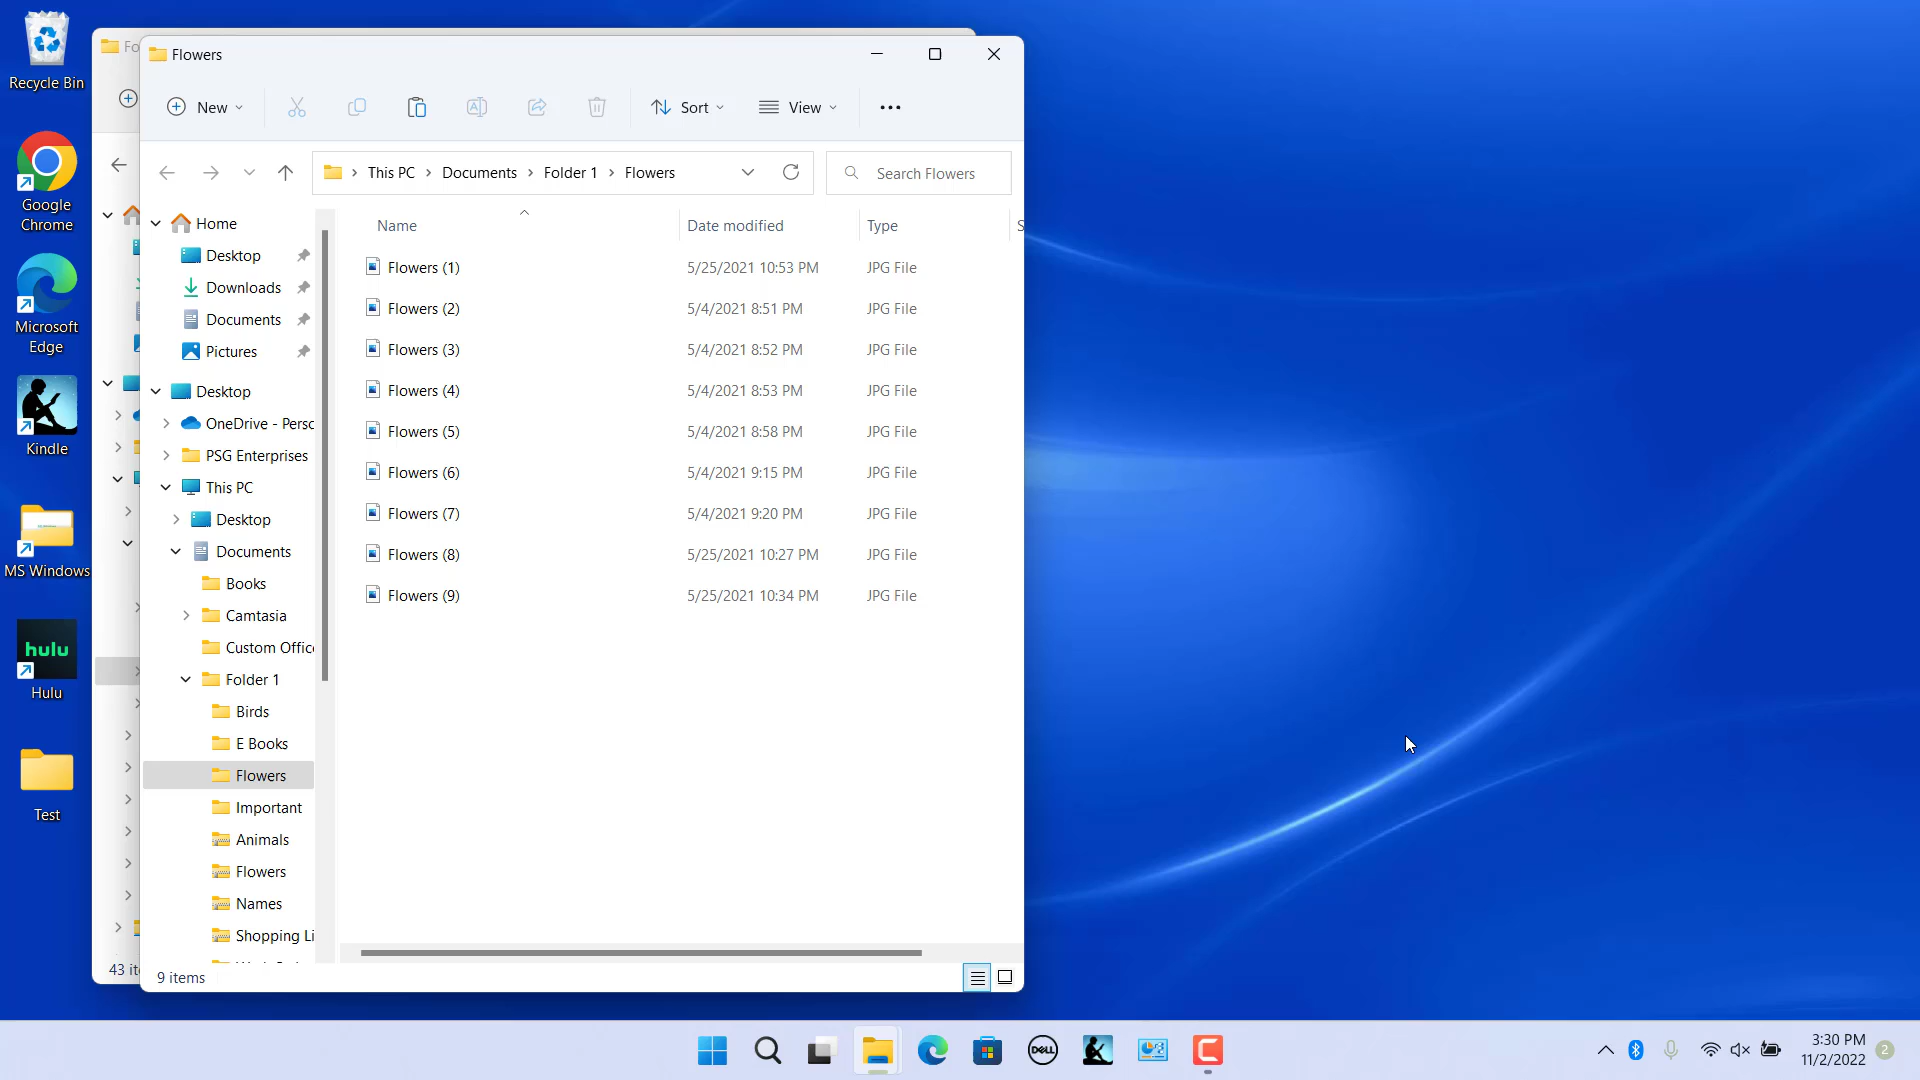 Recycle Bin
Google
Chrome
Microsoft
Edge
Kindle
MS Windows
hulu
Hulu
Test
Fo
43 it
Flowers
New
Sort
View
This PC
Documents
Folder 1
Flowers
Search Flowers
Home
Desktop
Downloads
Documents
Pictures
Desktop
OneDrive - Perso
PSG Enterprises
This PC
Desktop
Documents
Books
Camtasia
Custom Offic
Folder 1
Birds
E Books
Flowers
Important
Animals
Flowers
Names
Shopping Li
Name Date modified Type S
Flowers (1) 5/25/2021 10:53 PM JPG File
Flowers (2) 5/4/2021 8:51 PM JPG File
Flowers (3) 5/4/2021 8:52 PM JPG File
Flowers (4) 5/4/2021 8:53 PM JPG File
Flowers (5) 5/4/2021 8:58 PM JPG File
Flowers (6) 5/4/2021 9:15 PM JPG File
Flowers (7) 5/4/2021 9:20 PM JPG File
Flowers (8) 5/25/2021 10:27 PM JPG File
Flowers (9) 5/25/2021 10:34 PM JPG File
9 items
DELL
3:30 PM
11/2/2022
2